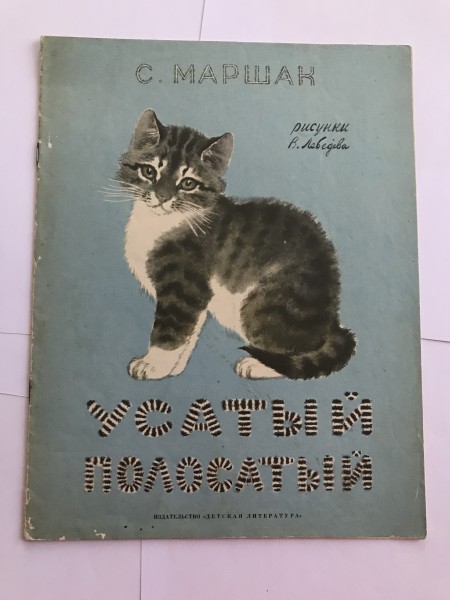 С. МАРШАК
рисунки
В. Лебедева
УСАТЫЙ
ПОЛОСАТЫЙ
ИЗДАТЕЛЬСТВО «ДЕТСКАЯ ЛИТЕРАТУРА»